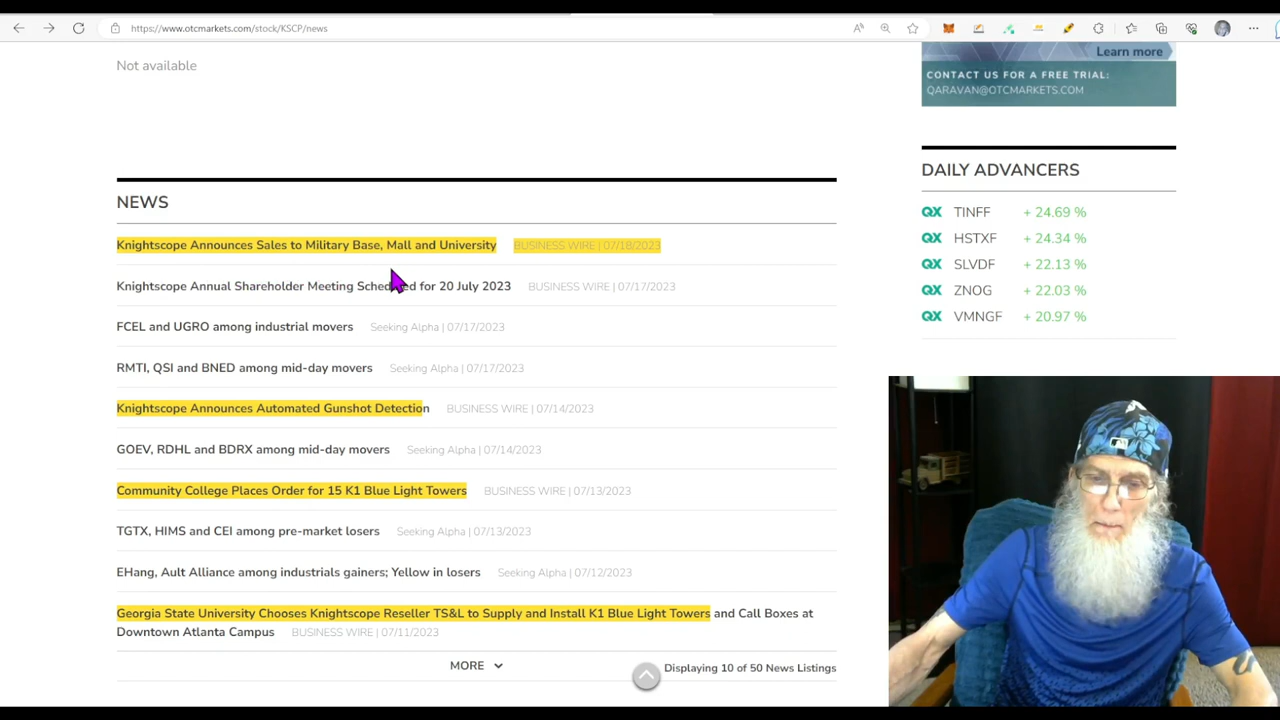 https://www.otcmarkets.com/stock/KSCP/news
Not available
Learn more
CONTACT US FOR A FREE TRIAL:
QARAVAN@OTCMARKETS.COM
NEWS
Knightscope Announces Sales to Military Base, Mall and University BUSINESS WIRE | 07/18/2023
Knightscope Annual Shareholder Meeting Scheduled for 20 July 2023 BUSINESS WIRE | 07/17/2023
FCEL and UGRO among industrial movers Seeking Alpha | 07/17/2023
RMTI, QSI and BNED among mid-day movers Seeking Alpha | 07/17/2023
Knightscope Announces Automated Gunshot Detection BUSINESS WIRE | 07/14/2023
GOEV, RDHL and BDRX among mid-day movers Seeking Alpha | 07/14/2023
Community College Places Order for 15 K1 Blue Light Towers BUSINESS WIRE | 07/13/2023
TGTX, HIMS and CEI among pre-market losers Seeking Alpha | 07/13/2023
EHang, Ault Alliance among industrials gainers; Yellow in losers Seeking Alpha | 07/12/2023
Georgia State University Chooses Knightscope Reseller TS&L to Supply and Install K1 Blue Light Towers and Call Boxes at
Downtown Atlanta Campus BUSINESS WIRE | 07/11/2023
MORE
Displaying 10 of 50 News Listings
DAILY ADVANCERS
QX TINFF + 24.69 %
QX HSTXF + 24.34 %
QX SLVDF + 22.13 %
QX ZNOG + 22.03 %
QX VMNGF + 20.97 %